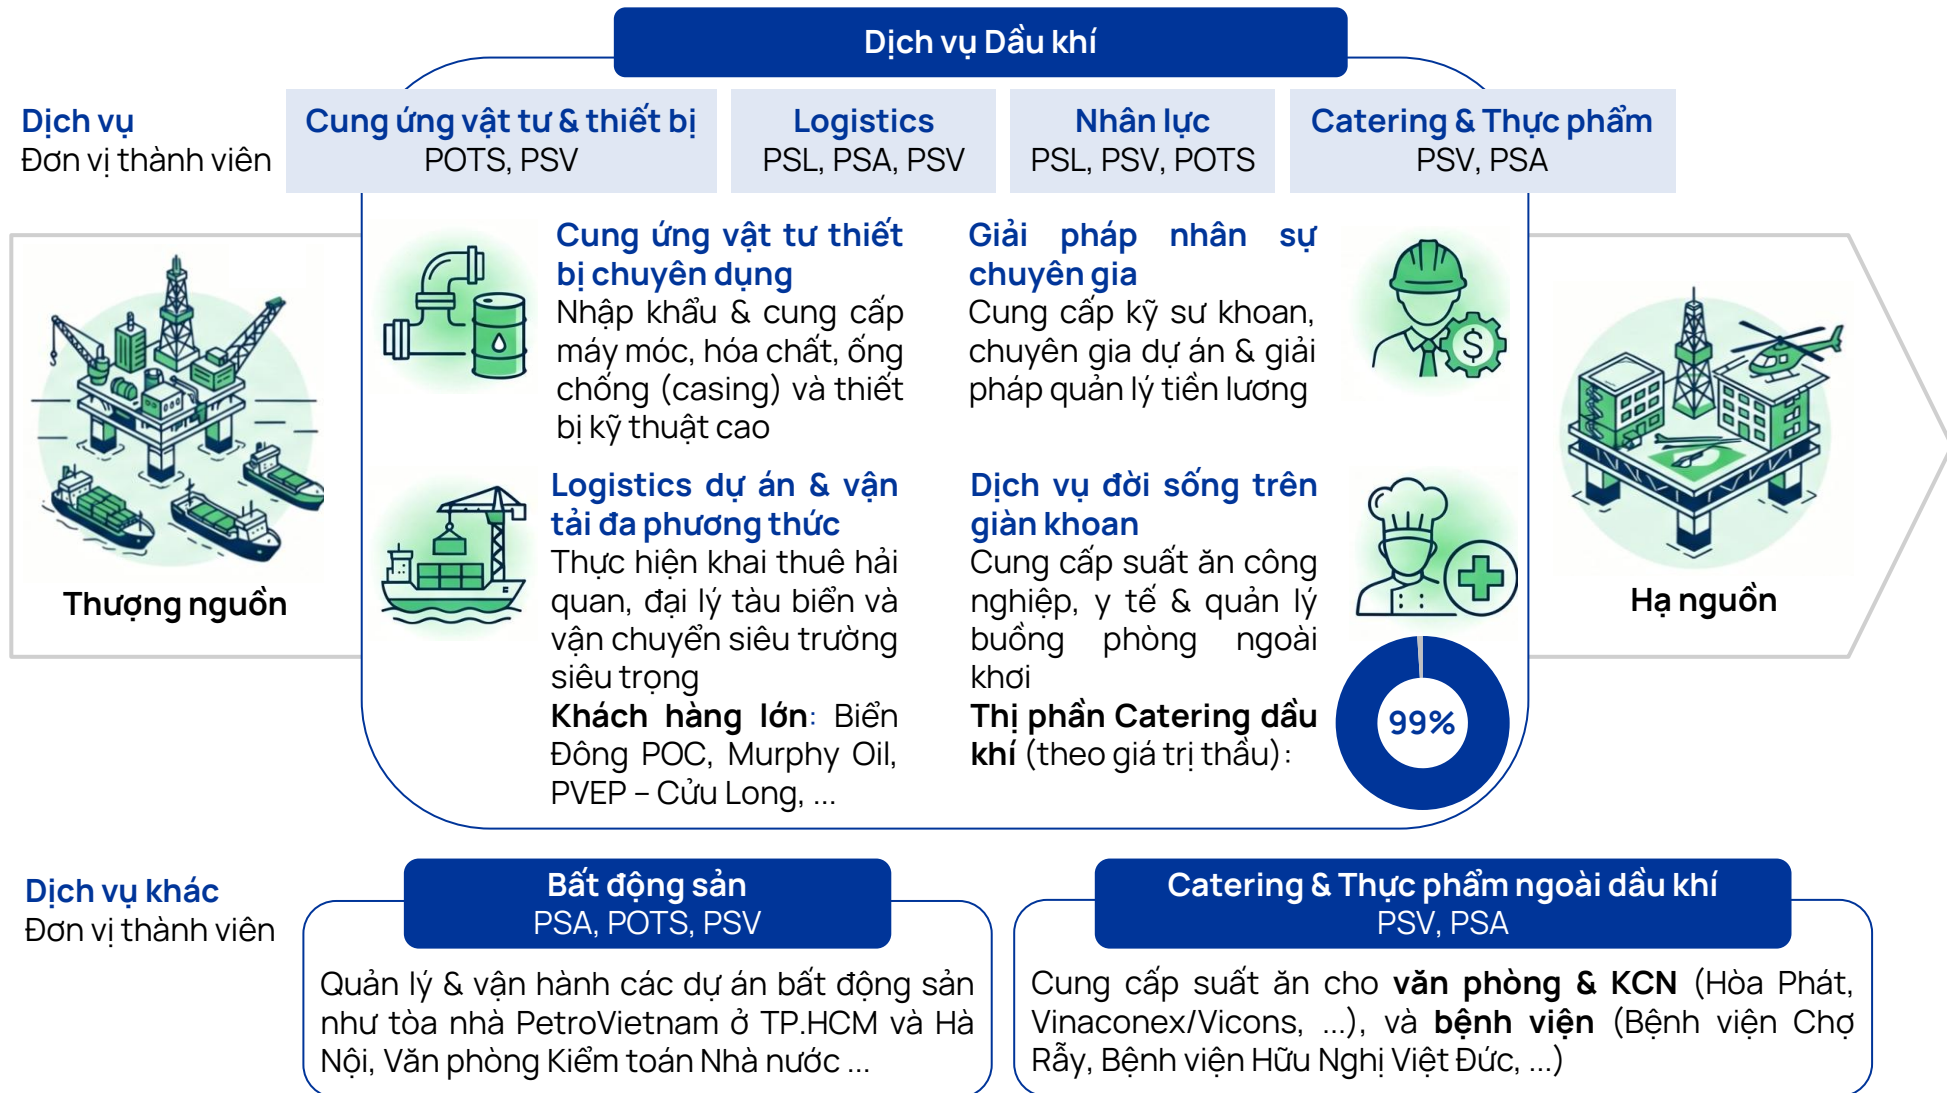 Dịch vụ Dầu khí
Dịch vụ
Đơn vị thành viên
Cung ứng vật tư & thiết bị
POTS, PSV
Logistics
PSL, PSA, PSV
Nhân lực
PSL, PSV, POTS
Catering & Thực phẩm
PSV, PSA
Thượng nguồn
Cung ứng vật tư thiết
bị chuyên dụng
Nhập khẩu & cung cấp
máy móc, hóa chất, ống
chống (casing) và thiết
bị kỹ thuật cao
Giải pháp nhân sự
chuyên gia
Cung cấp kỹ sư khoan,
chuyên gia dự án & giải
pháp quản lý tiền lương
$
Logistics dự án & vận
tải đa phương thức
Thực hiện khai thuê hải
quan, đại lý tàu biển và
vận chuyển siêu trường
siêu trọng
Khách hàng lớn: Biển
Đông POC, Murphy Oil,
PVEP – Cửu Long, ...
Dịch vụ đời sống trên
giàn khoan
Cung cấp suất ăn công
nghiệp, y tế & quản lý
buồng phòng ngoài
khơi
Thị phần Catering dầu
khí (theo giá trị thầu):
99%
Hạ nguồn
Dịch vụ khác
Đơn vị thành viên
Bất động sản
PSA, POTS, PSV
Quản lý & vận hành các dự án bất động sản
như tòa nhà PetroVietnam ở TP.HCM và Hà
Nội, Văn phòng Kiểm toán Nhà nước ...
Catering & Thực phẩm ngoài dầu khí
PSV, PSA
Cung cấp suất ăn cho văn phòng & KCN (Hòa Phát,
Vinaconex/Vicons, ...), và bệnh viện (Bệnh viện Chợ
Rẫy, Bệnh viện Hữu Nghị Việt Đức, ...)